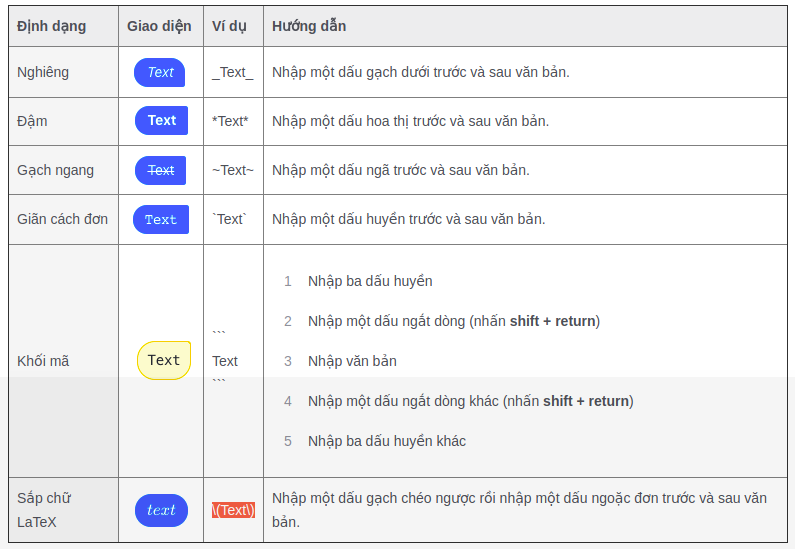 Định dạng Giao diện Ví dụ Hướng dẫn
Nghiêng Text _Text_ Nhập một dấu gạch dưới trước và sau văn bản.
Đậm Text *Text* Nhập một dấu hoa thị trước và sau văn bản.
Gạch ngang Text ~Text~ Nhập một dấu ngã trước và sau văn bản.
Giãn cách đơn Text `Text` Nhập một dấu huyền trước và sau văn bản.
1 Nhập ba dấu huyền
2 Nhập một dấu ngắt dòng (nhấn shift + return)
```
Khối mã Text Text 3 Nhập văn bản
```
4 Nhập một dấu ngắt dòng khác (nhấn shift + return)
5 Nhập ba dấu huyền khác
Sắp chữ
LaTeX text \(Text\) Nhập một dấu gạch chéo ngược rồi nhập một dấu ngoặc đơn trước và sau văn
bản.